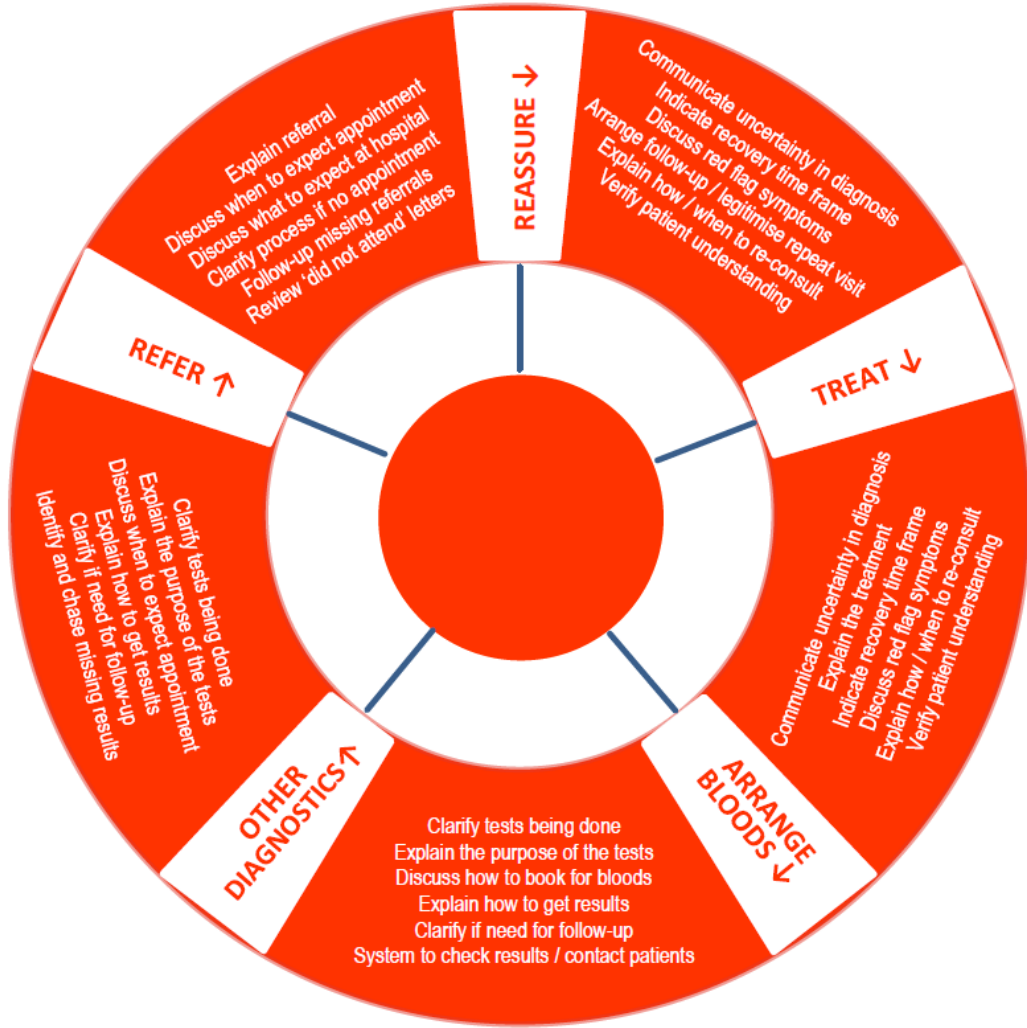 REASSURE ↓
Communicate uncertainty in diagnosis
Indicate recovery time frame
Discuss red flag symptoms
Arrange follow-up / legitimise repeat visit
Explain how / when to re-consult
Verify patient understanding
TREAT ↓
Communicate uncertainty in diagnosis
Explain the treatment
Indicate recovery time frame
Discuss red flag symptoms
Explain how / when to re-consult
Verify patient understanding
ARRANGE
BLOODS ↓
Clarify tests being done
Explain the purpose of the tests
Discuss how to book for bloods
Explain how to get results
Clarify if need for follow-up
System to check results / contact patients
OTHER
DIAGNOSTICS↑
Clarify tests being done
Explain the purpose of the tests
Discuss when to expect appointment
Explain how to get results
Clarify if need for follow-up
Identify and chase missing results
REFER ↑
Explain referral
Discuss when to expect appointment
Discuss what to expect at hospital
Clarify process if no appointment
Follow-up missing referrals
Review ‘did not attend’ letters